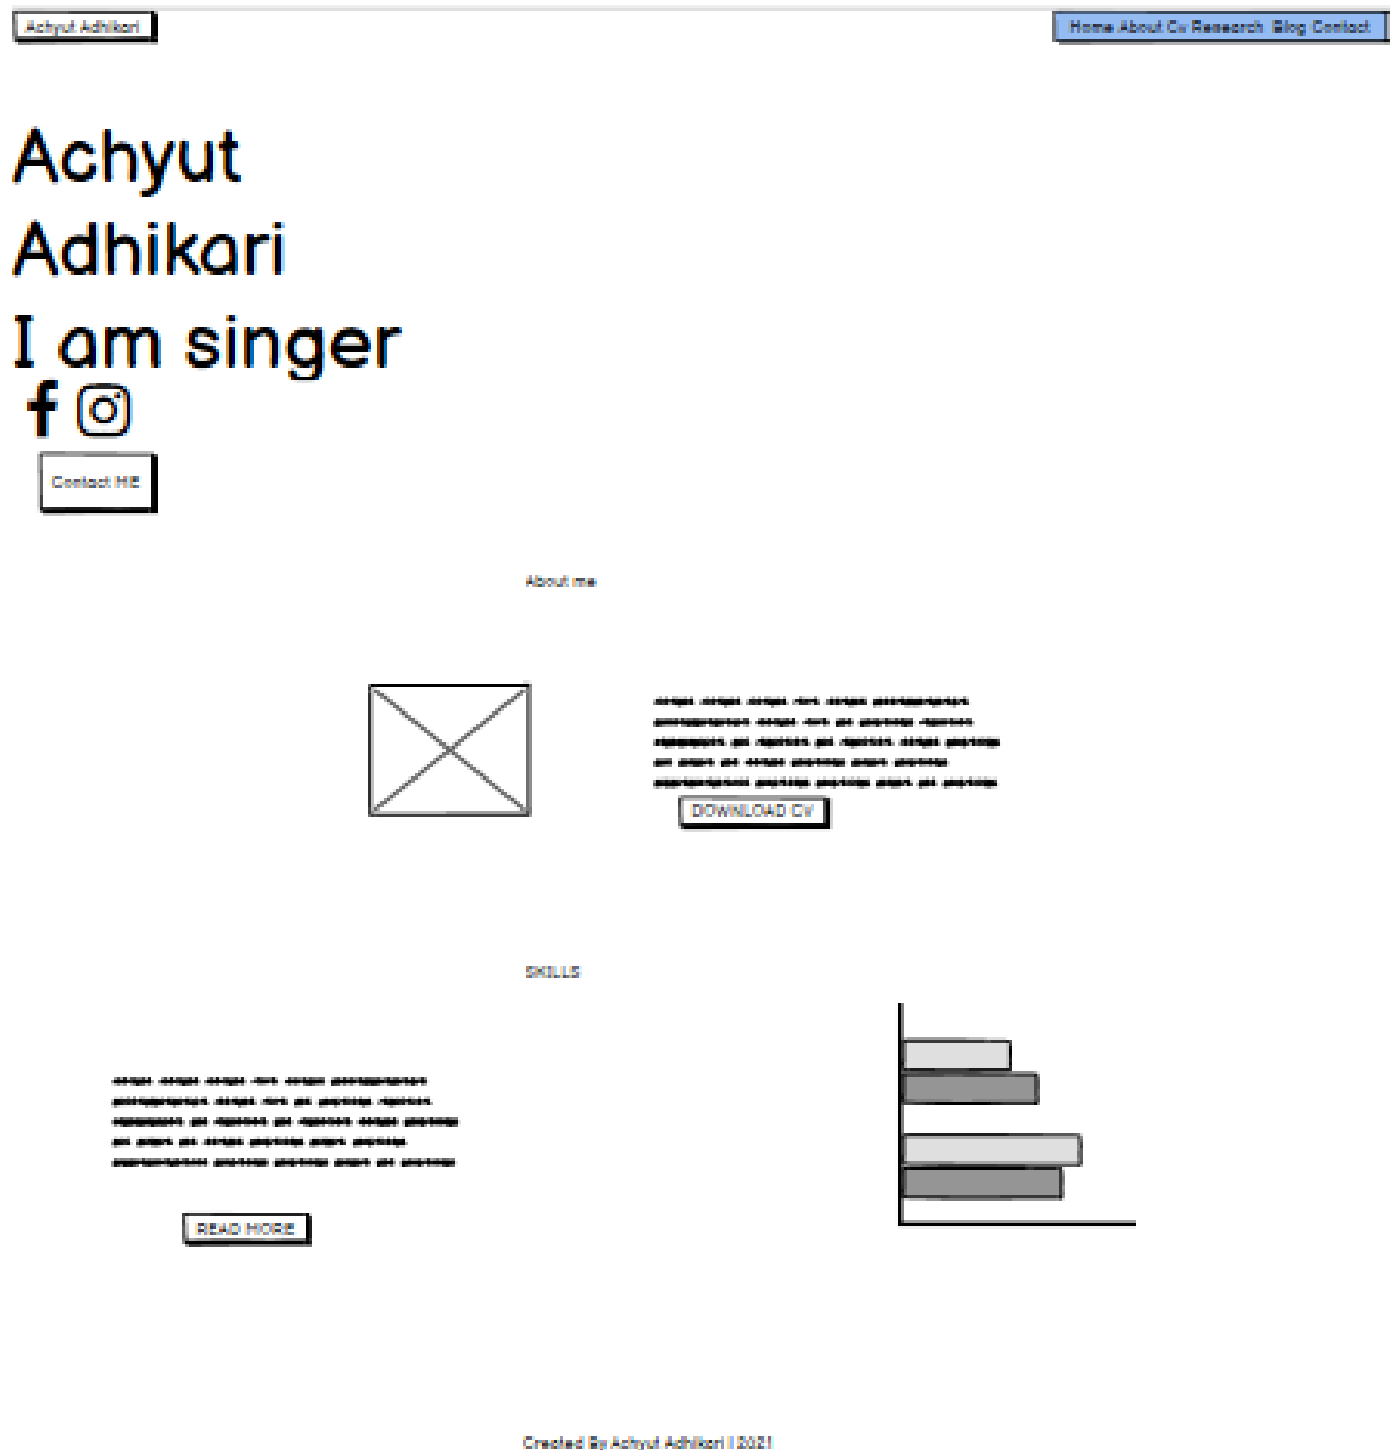 Achyut Adhikari
Home About Cv Research Blog Contact
Achyut
Adhikari
I am singer
Contact ME
About me
DOWNLOAD CV
SKILLS
READ MORE
Created By Achyut Adhikari | 2021